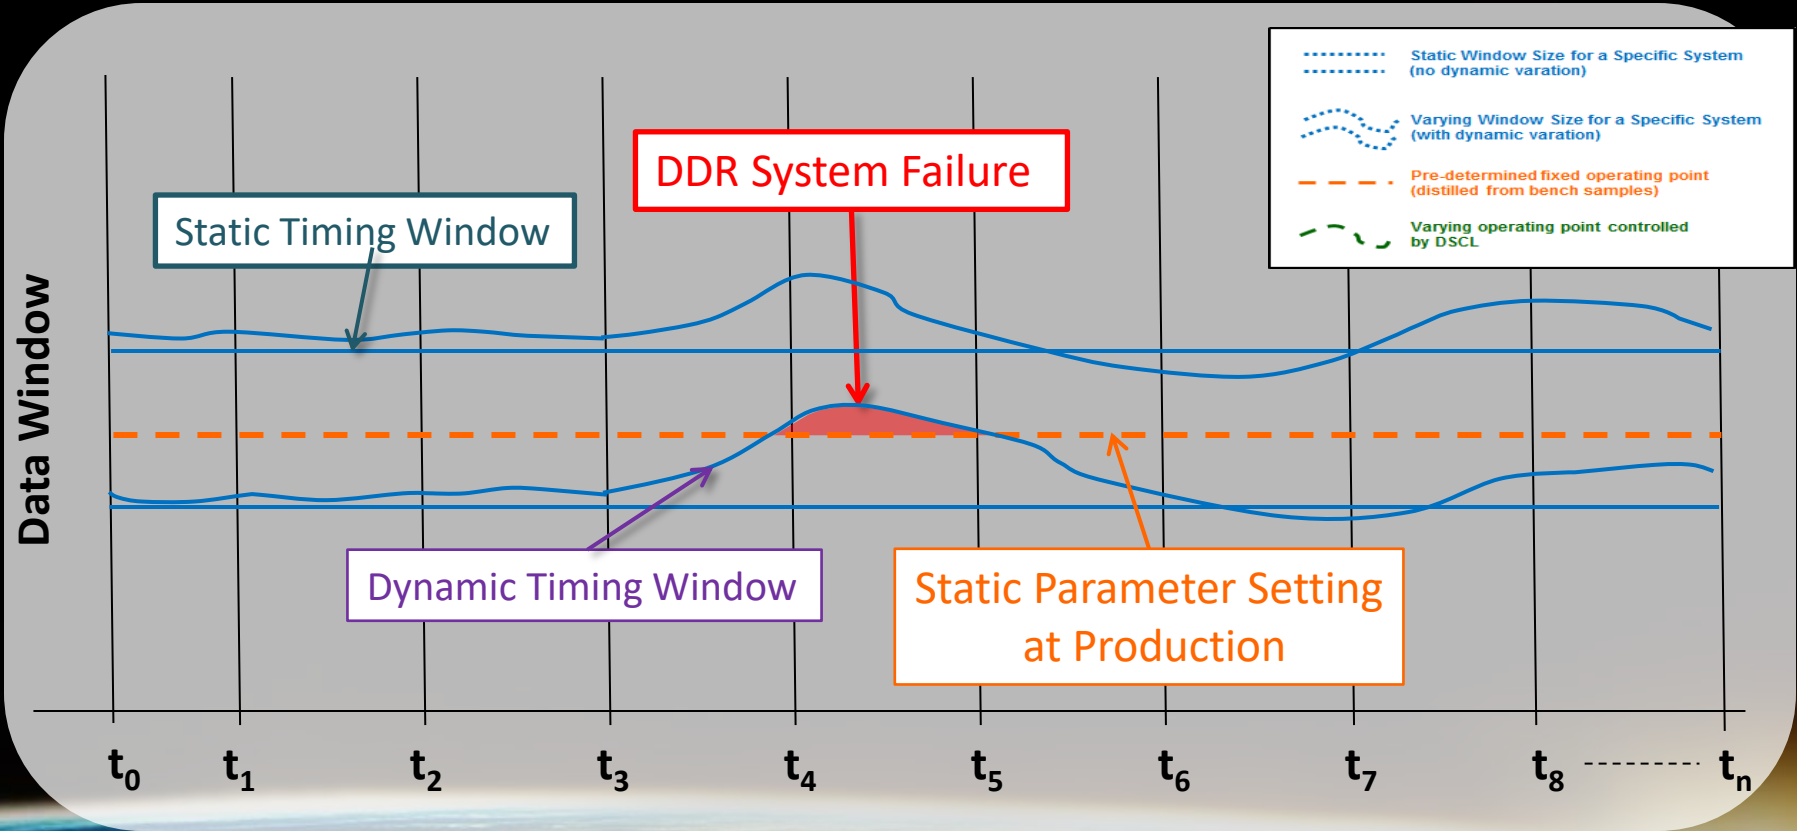 Static Window Size for a Specific System
(no dynamic varation)
Varying Window Size for a Specific System
(with dynamic varation)
Pre-determined fixed operating point
(distilled from bench samples)
Varying operating point controlled
by DSCL
DDR System Failure
Static Timing Window
Data Window
Dynamic Timing Window
Static Parameter Setting
at Production
t0 t1 t2 t3 t4 t5 t6 t7 t8 -------- tn